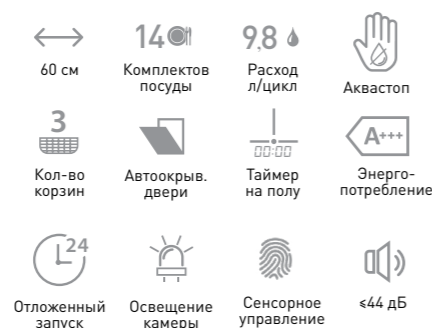 60 см
14
Комплектов
посуды
9,8
Расход
л/цикл
Аквастоп
3
Кол-во
корзин
Автоокрыв.
двери
00:00
Таймер
на полу
A+++
Энерго-
потребление
24
Отложенный
запуск
Освещение
камеры
Сенсорное
управление
≤44 дБ